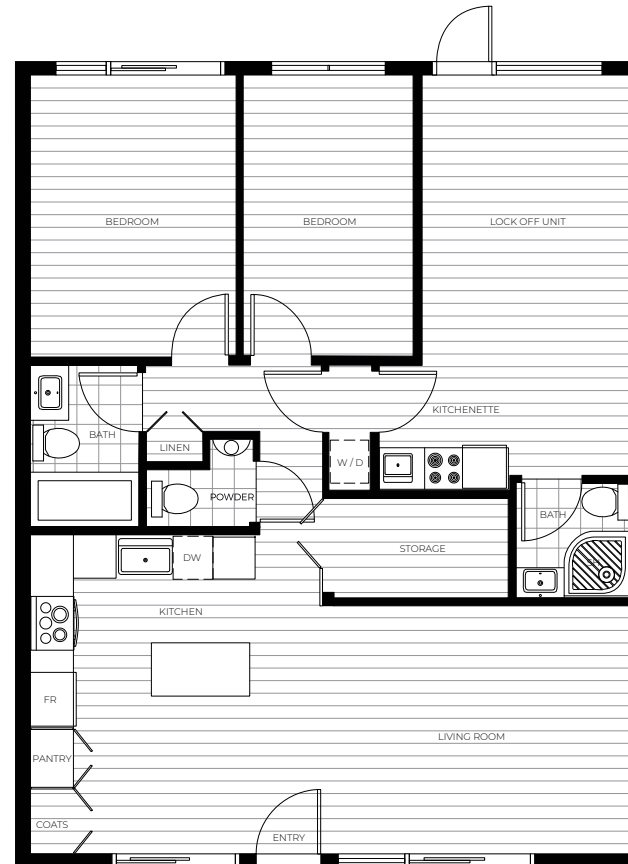 BEDROOM
BEDROOM
LOCK OFF UNIT
KITCHENETTE
BATH
LINEN
W / D
POWDER
BATH
STORAGE
DW
KITCHEN
FR
LIVING ROOM
PANTRY
COATS
ENTRY